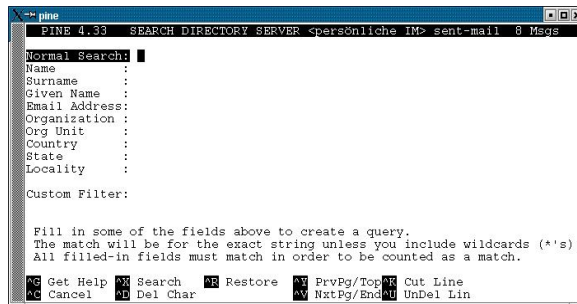 pine
PINE 4.33 SEARCH DIRECTORY SERVER <persönliche IM> sent-mail 8 Msgs
Normal Search:
Name :
Surname :
Given Name :
Email Address:
Organization :
Org Unit :
Country :
State :
Locality :
Custom Filter:
Fill in some of the fields above to create a query.
The match will be for the exact string unless you include wildcards (*'s)
All filled-in fields must match in order to be counted as a match.
^G Get Help ^X Search ^R Restore ^Y PrvPg/Top ^K Cut Line
^C Cancel ^D Del Char ^V NxtPg/End ^U UnDel Lin